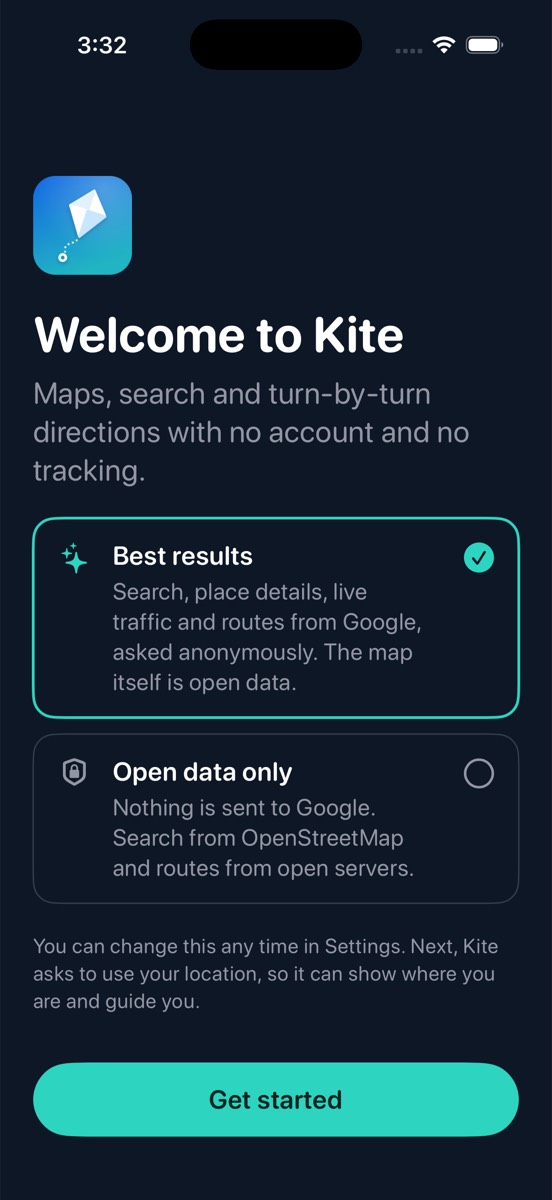 3:32
Welcome to Kite
Maps, search and turn-by-turn
directions with no account and no
tracking.
Best results
Search, place details, live
traffic and routes from Google,
asked anonymously. The map
itself is open data.
Open data only
Nothing is sent to Google.
Search from OpenStreetMap
and routes from open servers.
You can change this any time in Settings. Next, Kite
asks to use your location, so it can show where you
are and guide you.
Get started